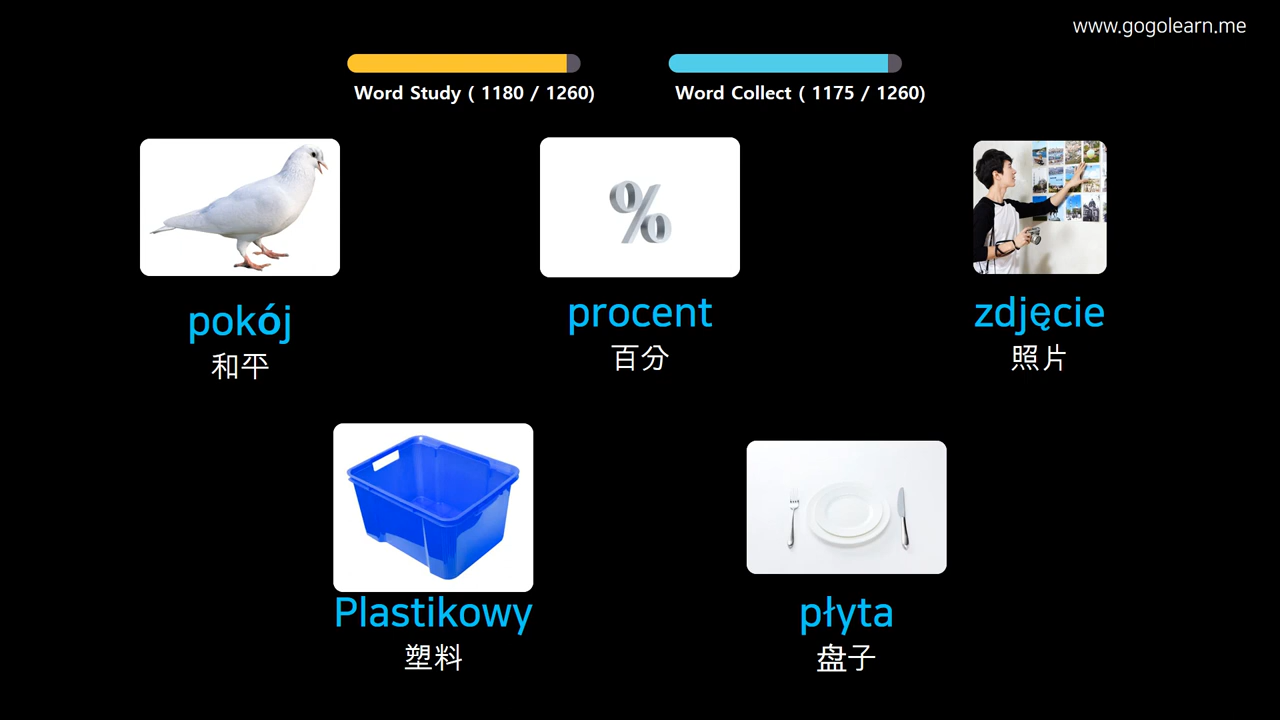 www.gogolearn.me
Word Study ( 1180 / 1260)
Word Collect ( 1175 / 1260)
%
pokój
和平
procent
百分
zdjęcie
照片
Plastikowy
塑料
płyta
盘子